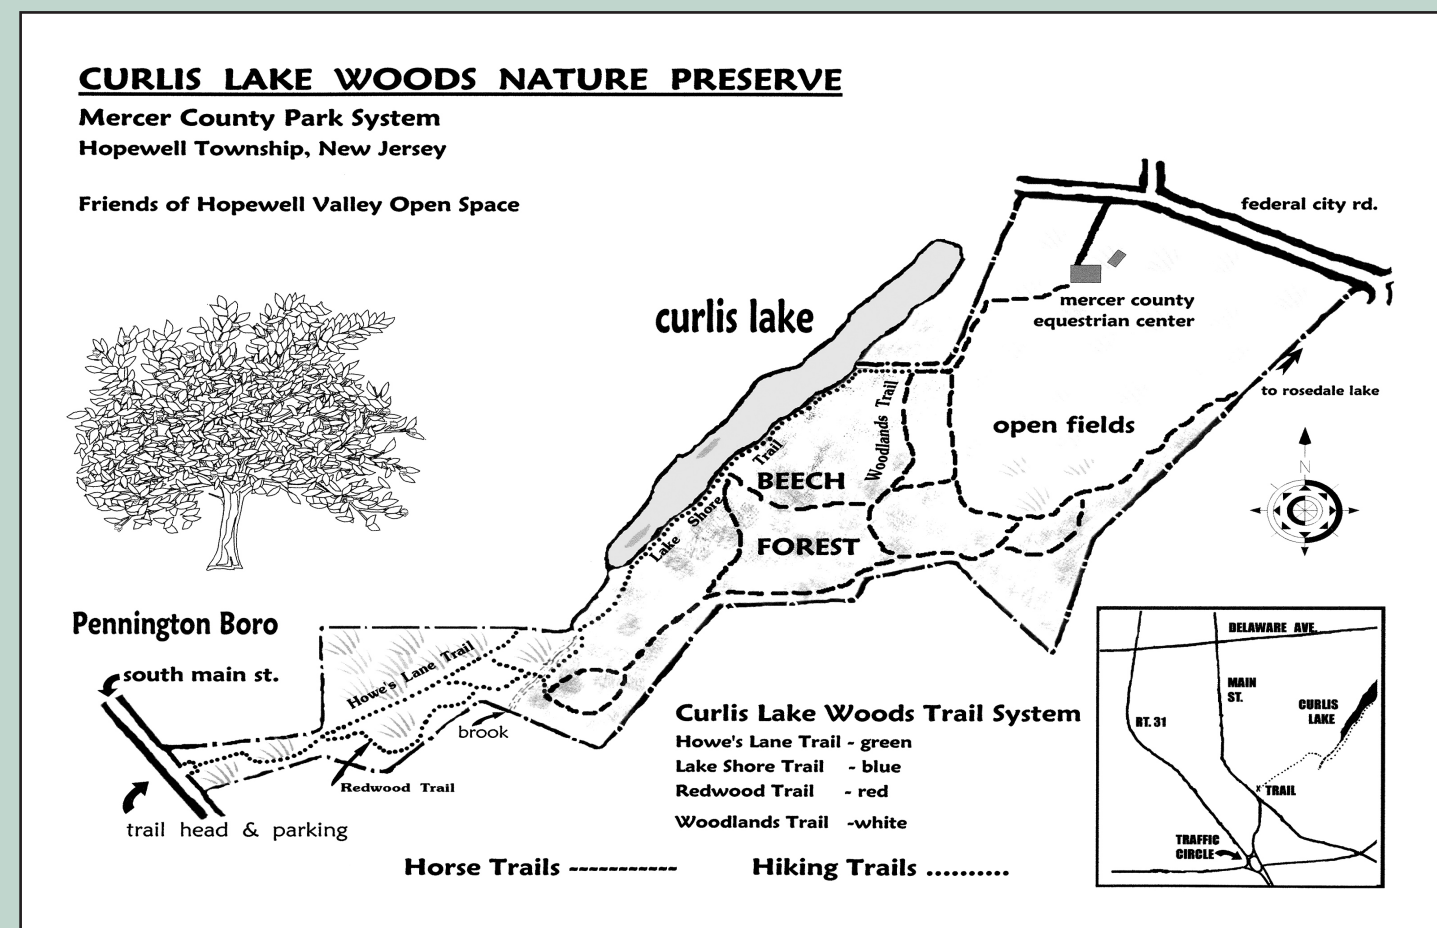 CURLIS LAKE WOODS NATURE PRESERVE
Mercer County Park System
Hopewell Township, New Jersey
Friends of Hopewell Valley Open Space
federal city rd.
mercer county
equestrian center
curlis lake
to rosedale lake
open fields
Woodlands Trail
Lake Shore Trail
BEECH
FOREST
N
Pennington Boro
south main st.
Howe's Lane Trail
brook
Redwood Trail
trail head & parking
Curlis Lake Woods Trail System
Howe's Lane Trail - green
Lake Shore Trail - blue
Redwood Trail - red
Woodlands Trail -white
Horse Trails -----------
Hiking Trails ..........
DELAWARE AVE.
MAIN
ST.
CURLIS
LAKE
RT. 31
x TRAIL
TRAFFIC
CIRCLE